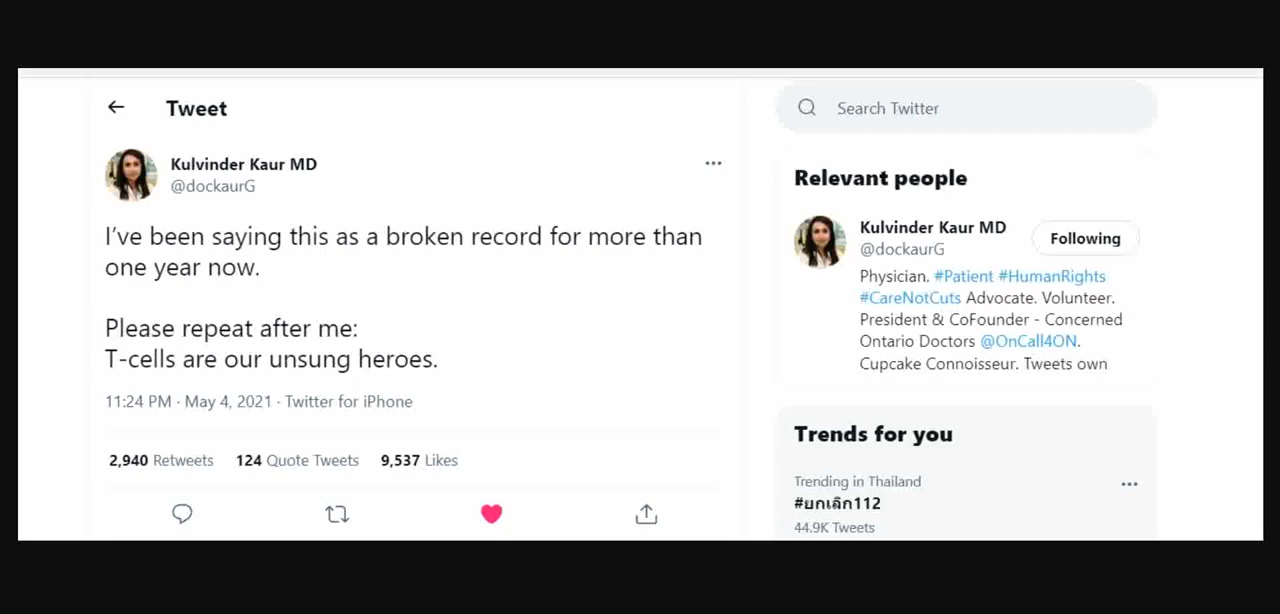 Tweet
Kulvinder Kaur MD
@dockaurG
I've been saying this as a broken record for more than
one year now.
Please repeat after me:
T-cells are our unsung heroes.
11:24 PM · May 4, 2021 · Twitter for iPhone
2,940 Retweets 124 Quote Tweets 9,537 Likes
Search Twitter
Relevant people
Kulvinder Kaur MD
@dockaurG
Following
Physician. #Patient #HumanRights
#CareNotCuts Advocate. Volunteer.
President & CoFounder - Concerned
Ontario Doctors @OnCall4ON.
Cupcake Connoisseur. Tweets own
Trends for you
Trending in Thailand
#ยกเลิก112
44.9K Tweets